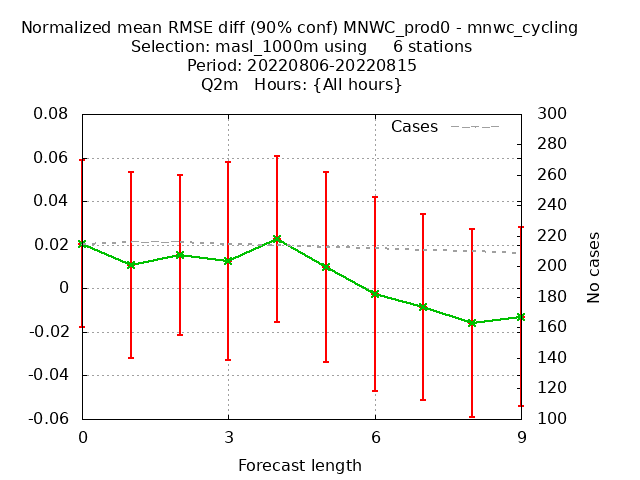 Normalized mean RMSE diff (90% conf) MNWC_prod0 - mnwc_cycling
Selection: masl_1000m using 6 stations
Period: 20220806-20220815
Q2m Hours: {All hours}
0.08
0.06
0.04
0.02
0
-0.02
-0.04
-0.06
Cases
300
280
260
240
220
200
180
160
140
120
100
No cases
0 3 6 9
Forecast length